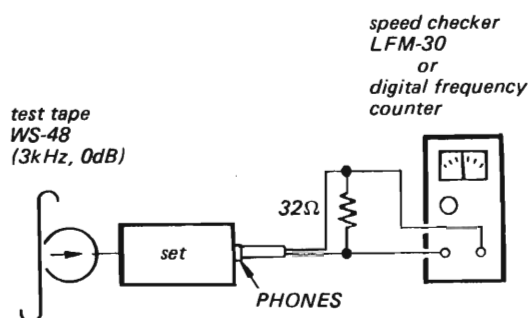 speed checker
LFM-30
or
digital frequency
counter
test tape
WS-48
(3kHz, 0dB)
32Ω
set
PHONES